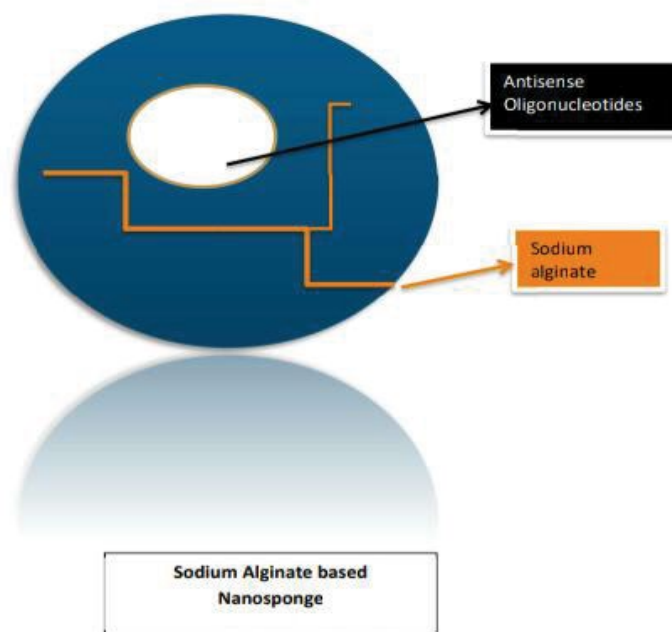 Antisense
Oligonucleotides
Sodium
alginate
Sodium Alginate based
Nanosponge